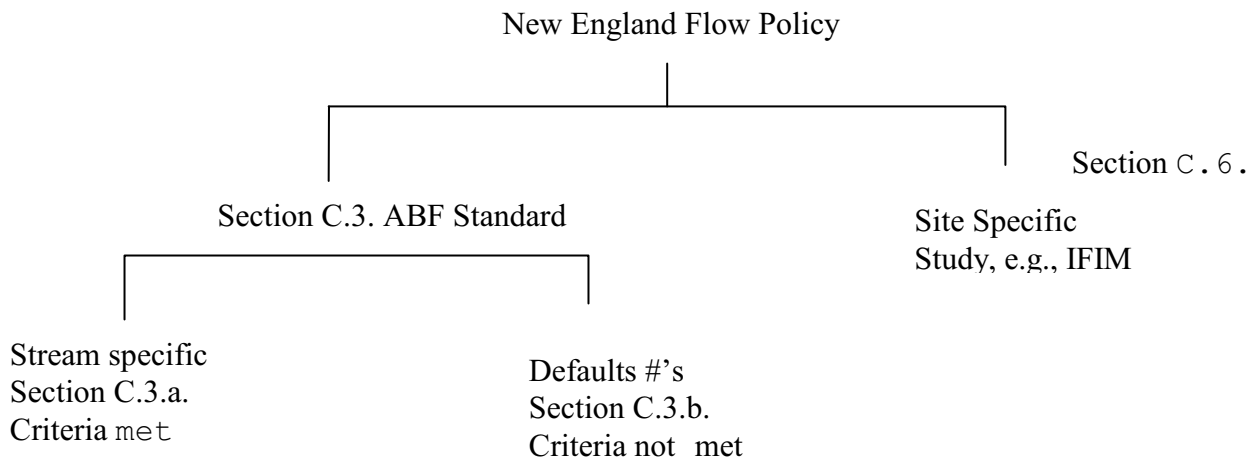 New England Flow Policy
Section C.6.
Section C.3. ABF Standard
Site Specific
Study, e.g., IFIM
Stream specific
Section C.3.a.
Criteria met
Defaults #’s
Section C.3.b.
Criteria not met